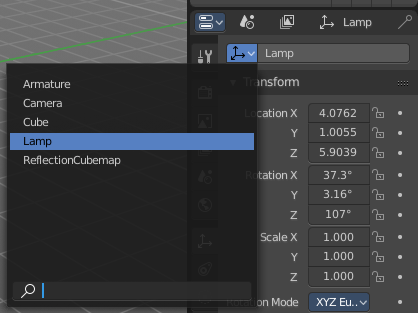 Lamp
Lamp
Armature
Camera
Cube
Lamp
ReflectionCubemap
Transform
Location X 4.0762
Y 1.0055
Z 5.9039
Rotation X 37.3°
Y 3.16°
Z 107°
Scale X 1.000
Y 1.000
Z 1.000
Rotation Mode XYZ Eu..